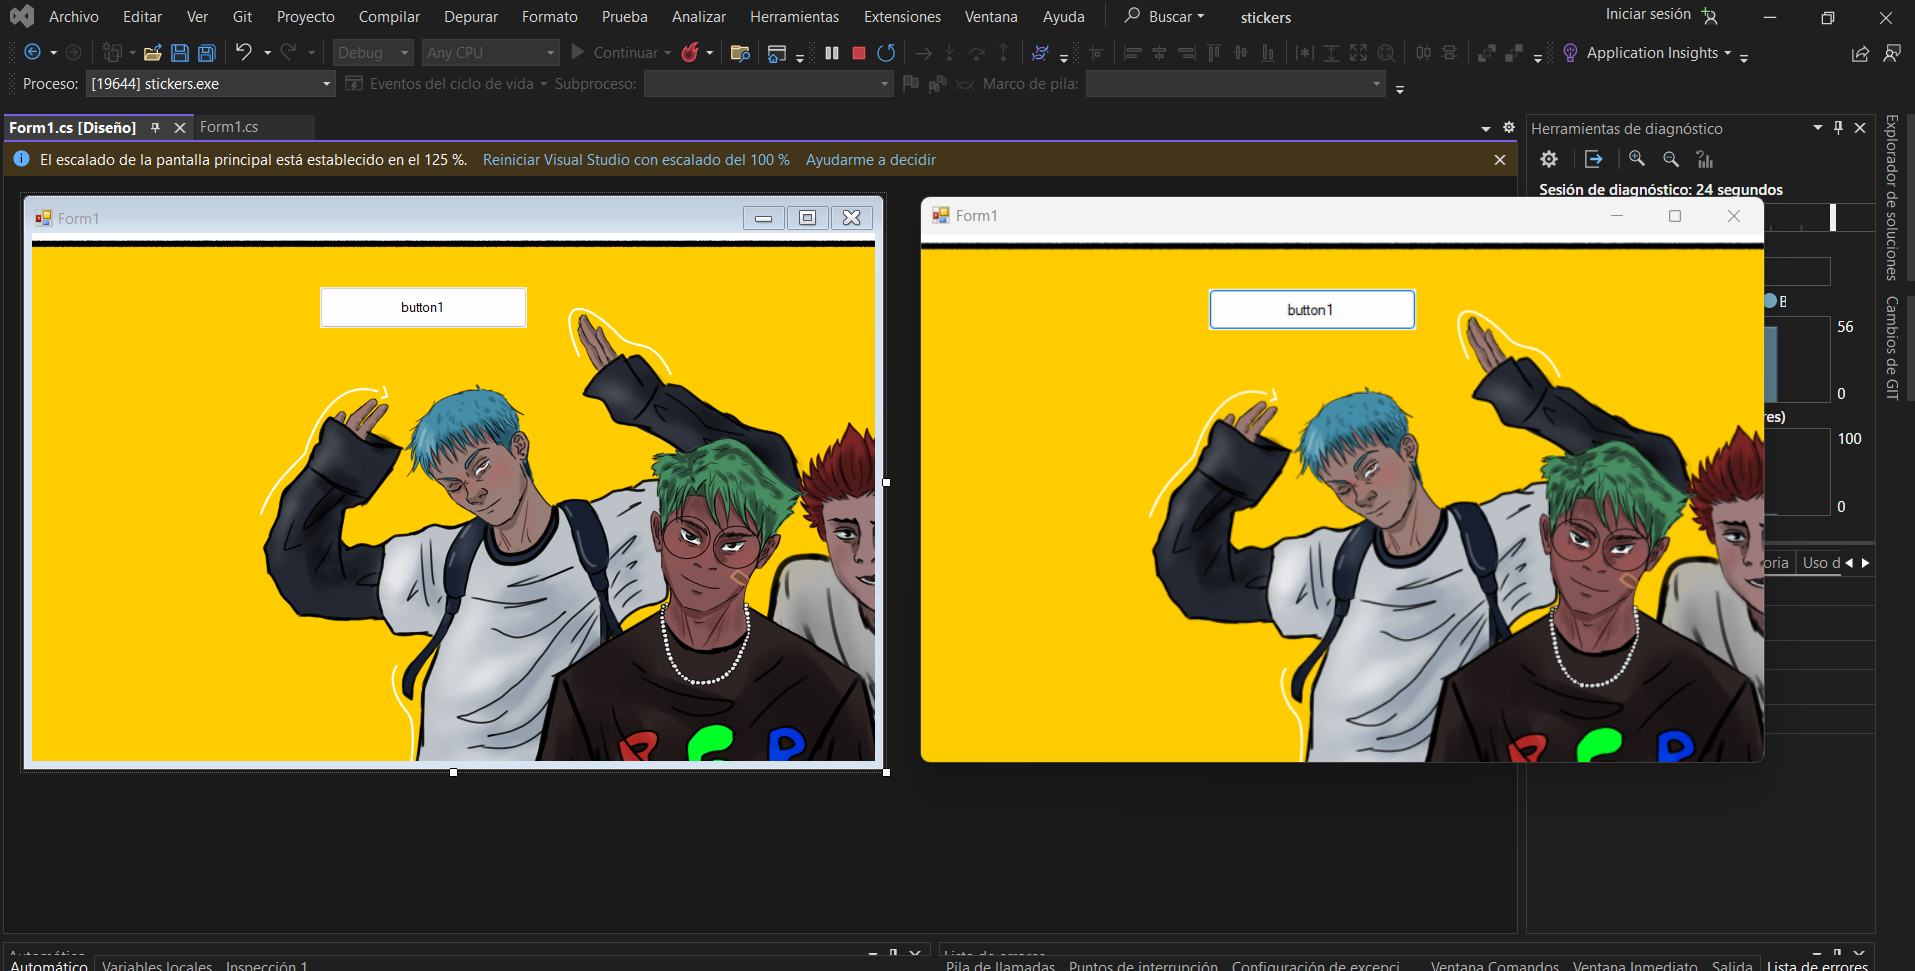 Archivo Editar Ver Git Proyecto Compilar Depurar Formato Prueba Analizar Herramientas Extensiones Ventana Ayuda Buscar stickers Iniciar sesión
Debug Any CPU Continuar Application Insights
Proceso: [19644] stickers.exe Eventos del ciclo de vida Subproceso: Marco de pila:
Form1.cs [Diseño] Form1.cs
El escalado de la pantalla principal está establecido en el 125 %. Reiniciar Visual Studio con escalado del 100 % Ayudarme a decidir
Form1
button1
R G B
Form1
button1
R G B
Herramientas de diagnóstico
Sesión de diagnóstico: 24 segundos
56
0
res)
100
0
oria Uso d
Explorador de soluciones
Cambios de GIT
Automático
Lista de errores
Automático Variables locales Inspección 1
Pila de llamadas Puntos de interrupción Configuración de excepci... Ventana Comandos Ventana Inmediato Salida Lista de errores